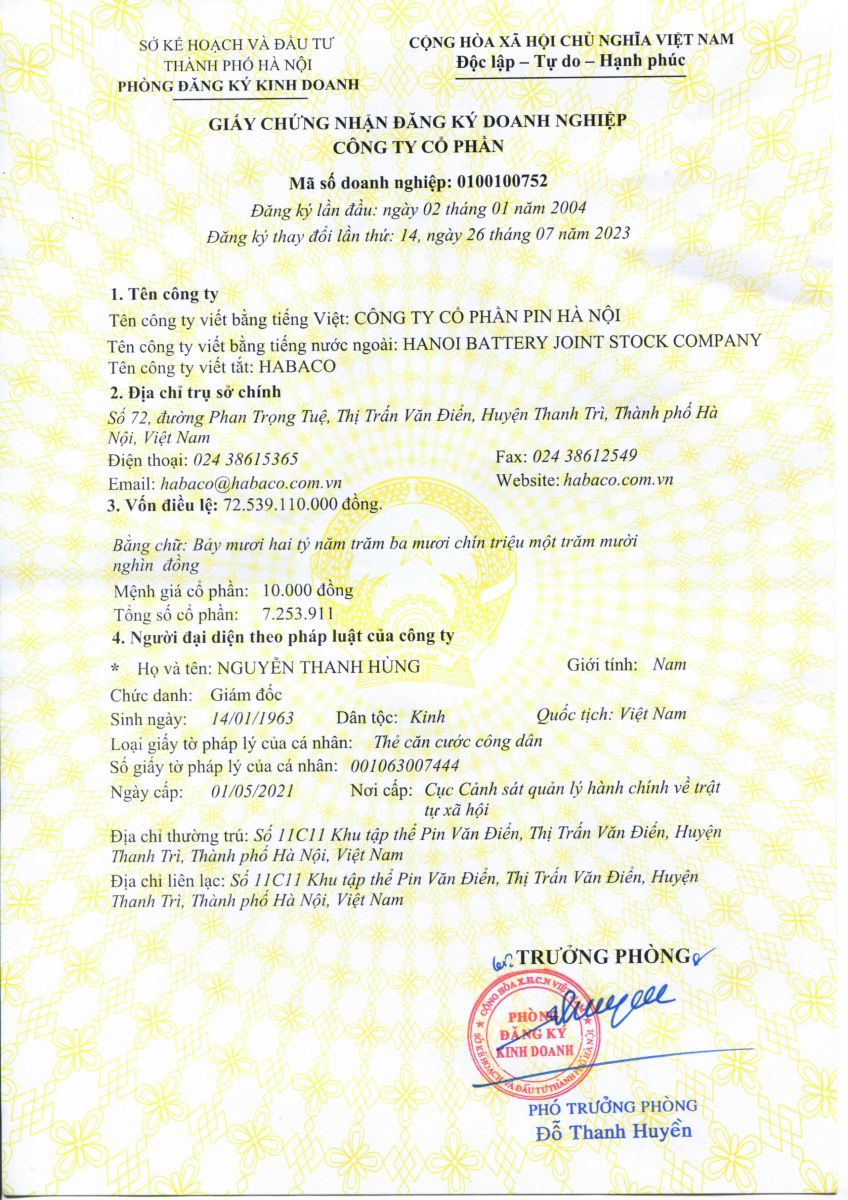 SỞ KẾ HOẠCH VÀ ĐẦU TƯ
THÀNH PHỐ HÀ NỘI
PHÒNG ĐĂNG KÝ KINH DOANH
CỘNG HÒA XÃ HỘI CHỦ NGHĨA VIỆT NAM
Độc lập – Tự do – Hạnh phúc
GIẤY CHỨNG NHẬN ĐĂNG KÝ DOANH NGHIỆP
CÔNG TY CỔ PHẦN
Mã số doanh nghiệp: 0100100752
Đăng ký lần đầu: ngày 02 tháng 01 năm 2004
Đăng ký thay đổi lần thứ: 14, ngày 26 tháng 07 năm 2023
1. Tên công ty
Tên công ty viết bằng tiếng Việt: CÔNG TY CỔ PHẦN PIN HÀ NỘI
Tên công ty viết bằng tiếng nước ngoài: HANOI BATTERY JOINT STOCK COMPANY
Tên công ty viết tắt: HABACO
2. Địa chỉ trụ sở chính
Số 72, đường Phan Trọng Tuệ, Thị Trấn Văn Điển, Huyện Thanh Trì, Thành phố Hà
Nội, Việt Nam
Điện thoại: 024 38615365 Fax: 024 38612549
Email: habaco@habaco.com.vn Website: habaco.com.vn
3. Vốn điều lệ: 72.539.110.000 đồng.
Bằng chữ: Bảy mươi hai tỷ năm trăm ba mươi chín triệu một trăm mười
nghìn đồng
Mệnh giá cổ phần: 10.000 đồng
Tổng số cổ phần: 7.253.911
4. Người đại diện theo pháp luật của công ty
* Họ và tên: NGUYỄN THANH HÙNG Giới tính: Nam
Chức danh: Giám đốc
Sinh ngày: 14/01/1963 Dân tộc: Kinh Quốc tịch: Việt Nam
Loại giấy tờ pháp lý của cá nhân: Thẻ căn cước công dân
Số giấy tờ pháp lý của cá nhân: 001063007444
Ngày cấp: 01/05/2021 Nơi cấp: Cục Cảnh sát quản lý hành chính về trật
tự xã hội
Địa chỉ thường trú: Số 11C11 Khu tập thể Pin Văn Điển, Thị Trấn Văn Điển, Huyện
Thanh Trì, Thành phố Hà Nội, Việt Nam
Địa chỉ liên lạc: Số 11C11 Khu tập thể Pin Văn Điển, Thị Trấn Văn Điển, Huyện
Thanh Trì, Thành phố Hà Nội, Việt Nam
TRƯỞNG PHÒNG
CỘNG HÒA X.H.C.N VIỆT NAM
PHÒNG
ĐĂNG KÝ
KINH DOANH
SỞ KẾ HOẠCH VÀ ĐẦU TƯ THÀNH PHỐ HÀ NỘI
PHÓ TRƯỞNG PHÒNG
Đỗ Thanh Huyền